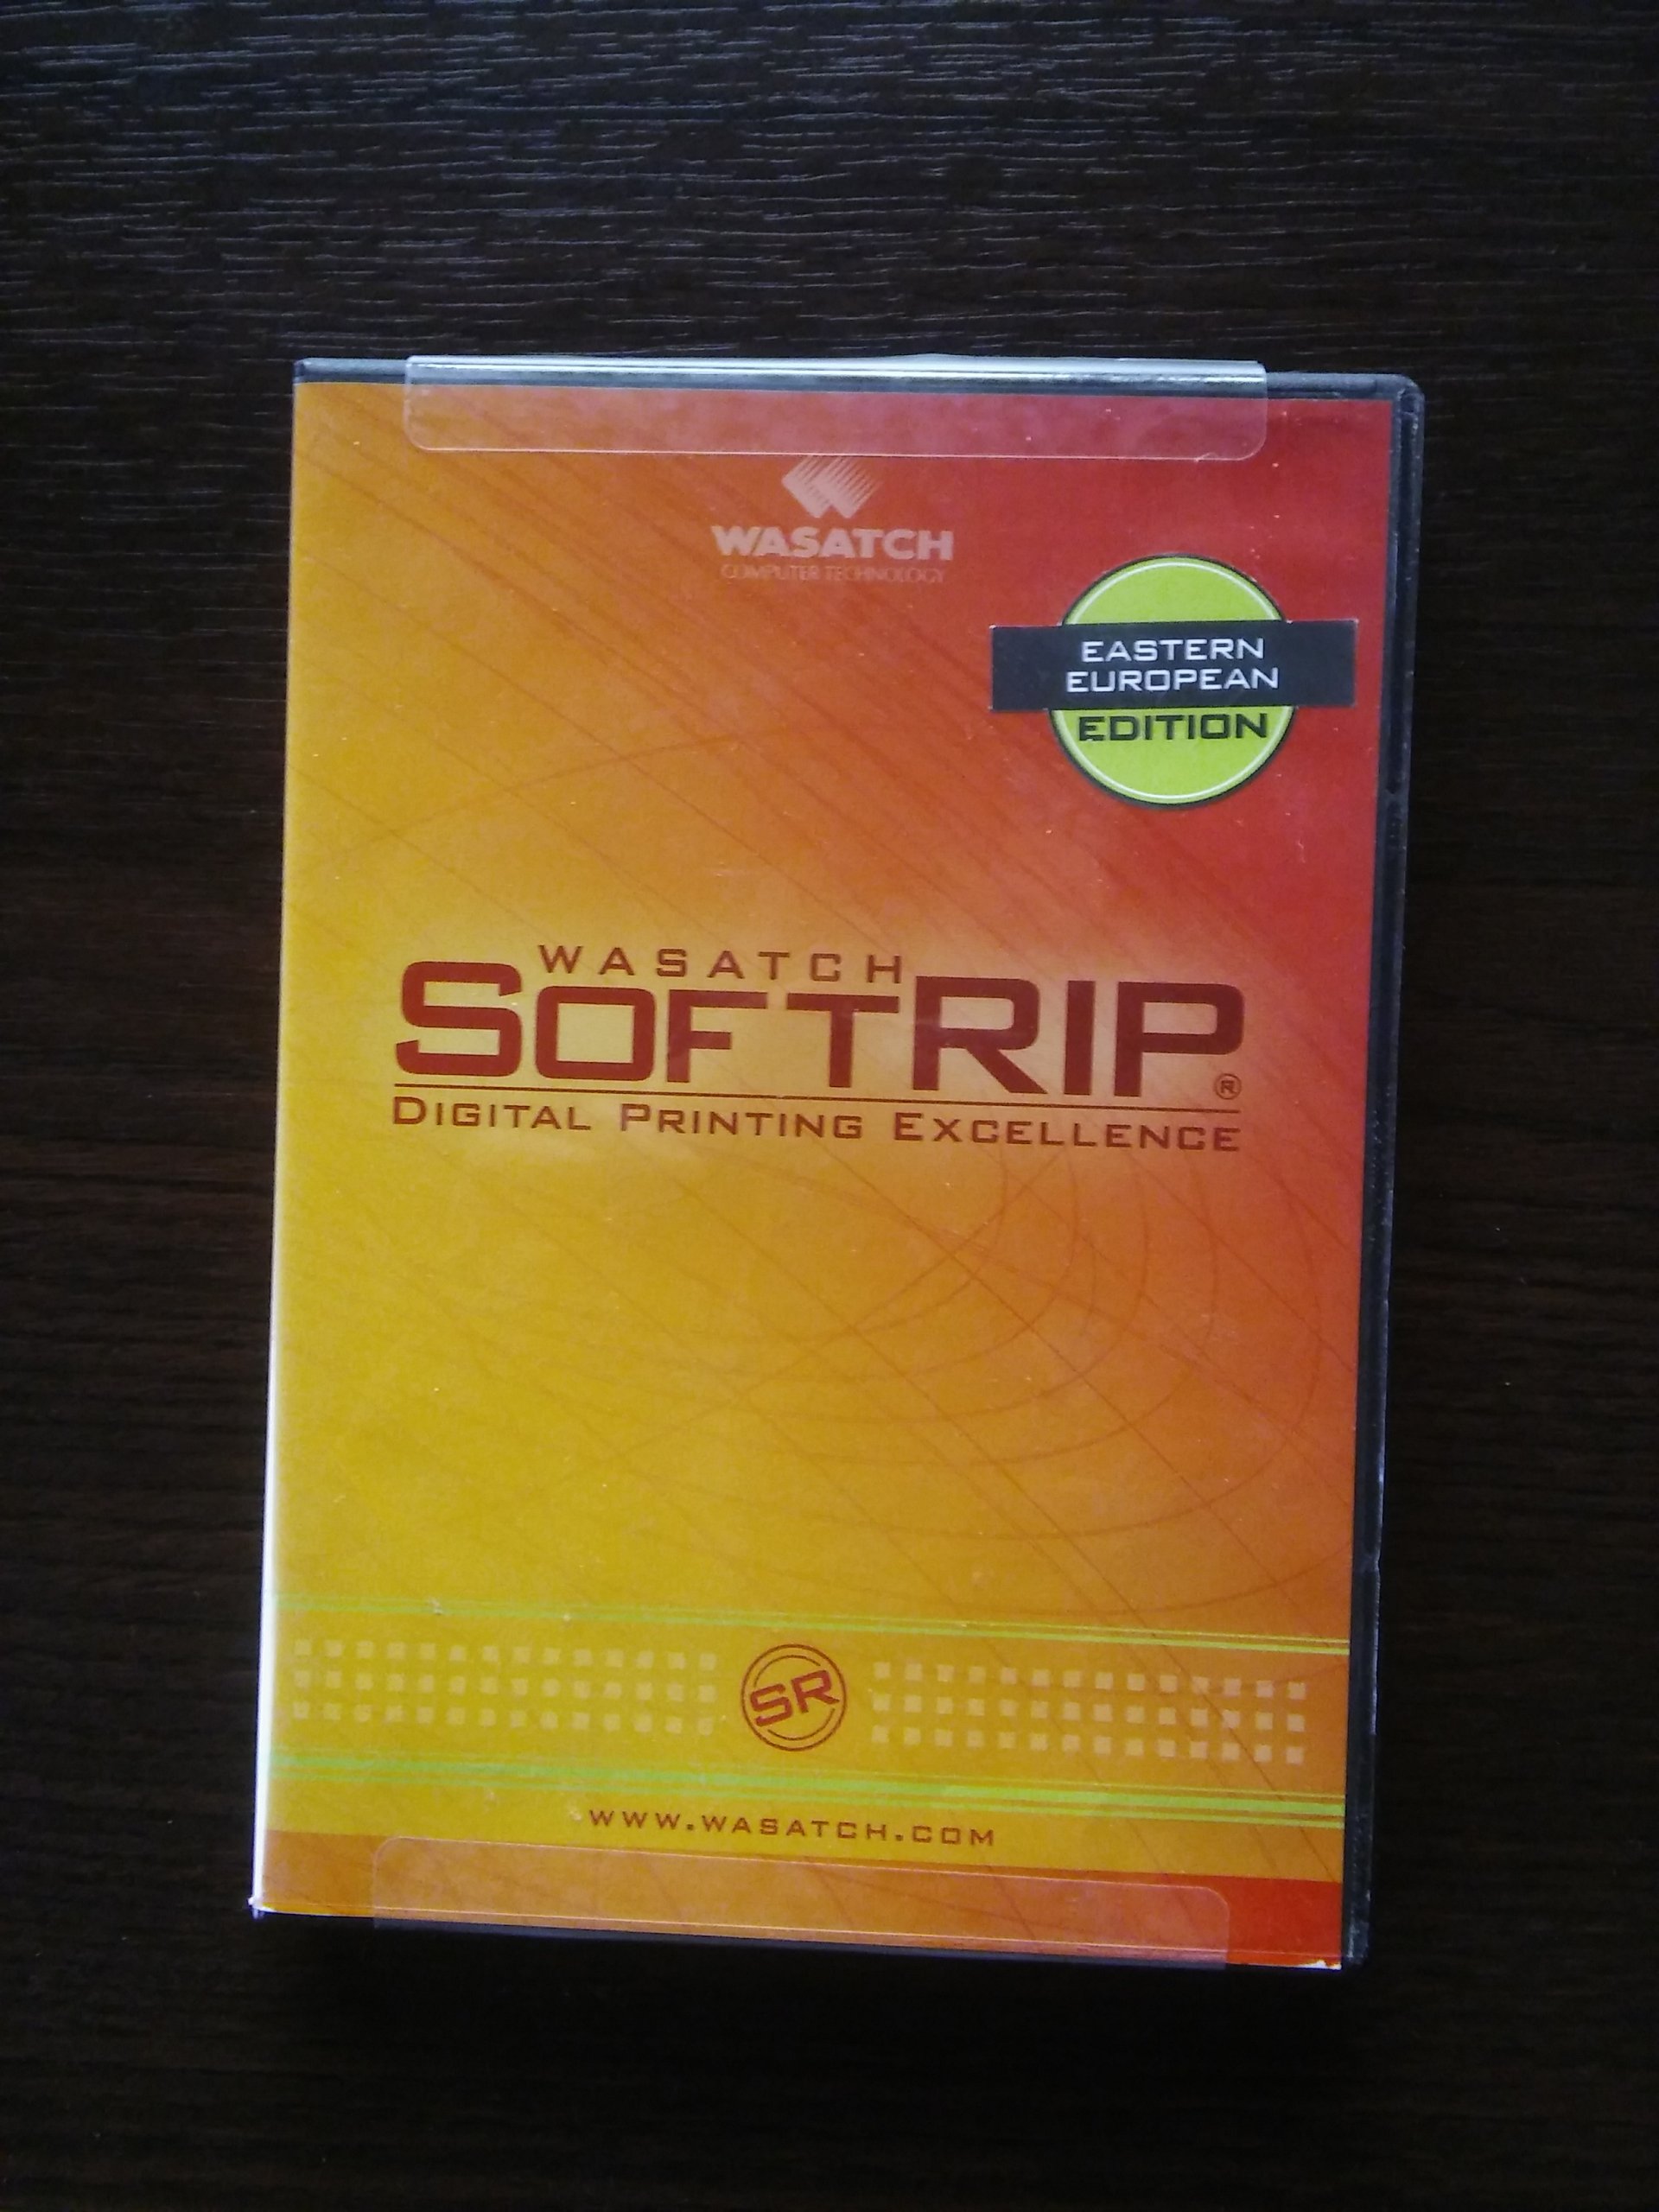 WASATCH
COMPUTER TECHNOLOGY
EASTERN
EUROPEAN
EDITION
WASATCH
SOFTRIP®
DIGITAL PRINTING EXCELLENCE
SR
WWW.WASATCH.COM